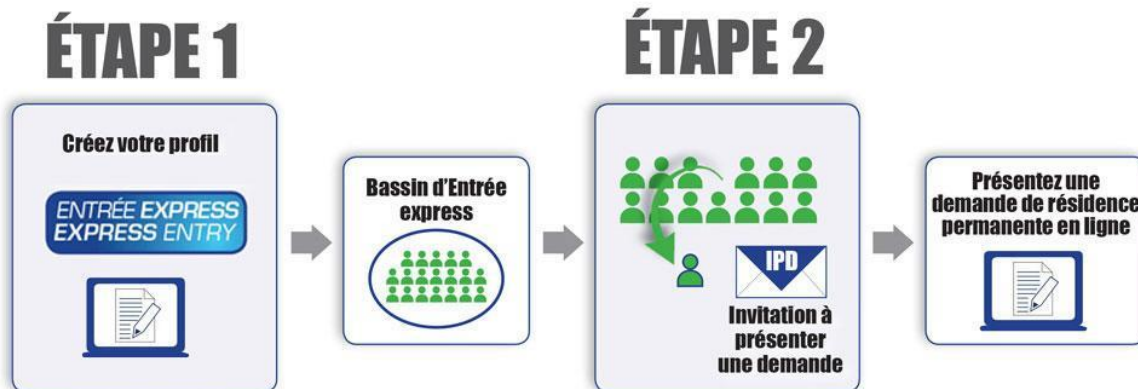 ÉTAPE 1
Créez votre profil
ENTRÉE EXPRESS
EXPRESS ENTRY
Bassin d'Entrée
express
ÉTAPE 2
IPD
Invitation à
présenter
une demande
Présentez une
demande de résidence
permanente en ligne